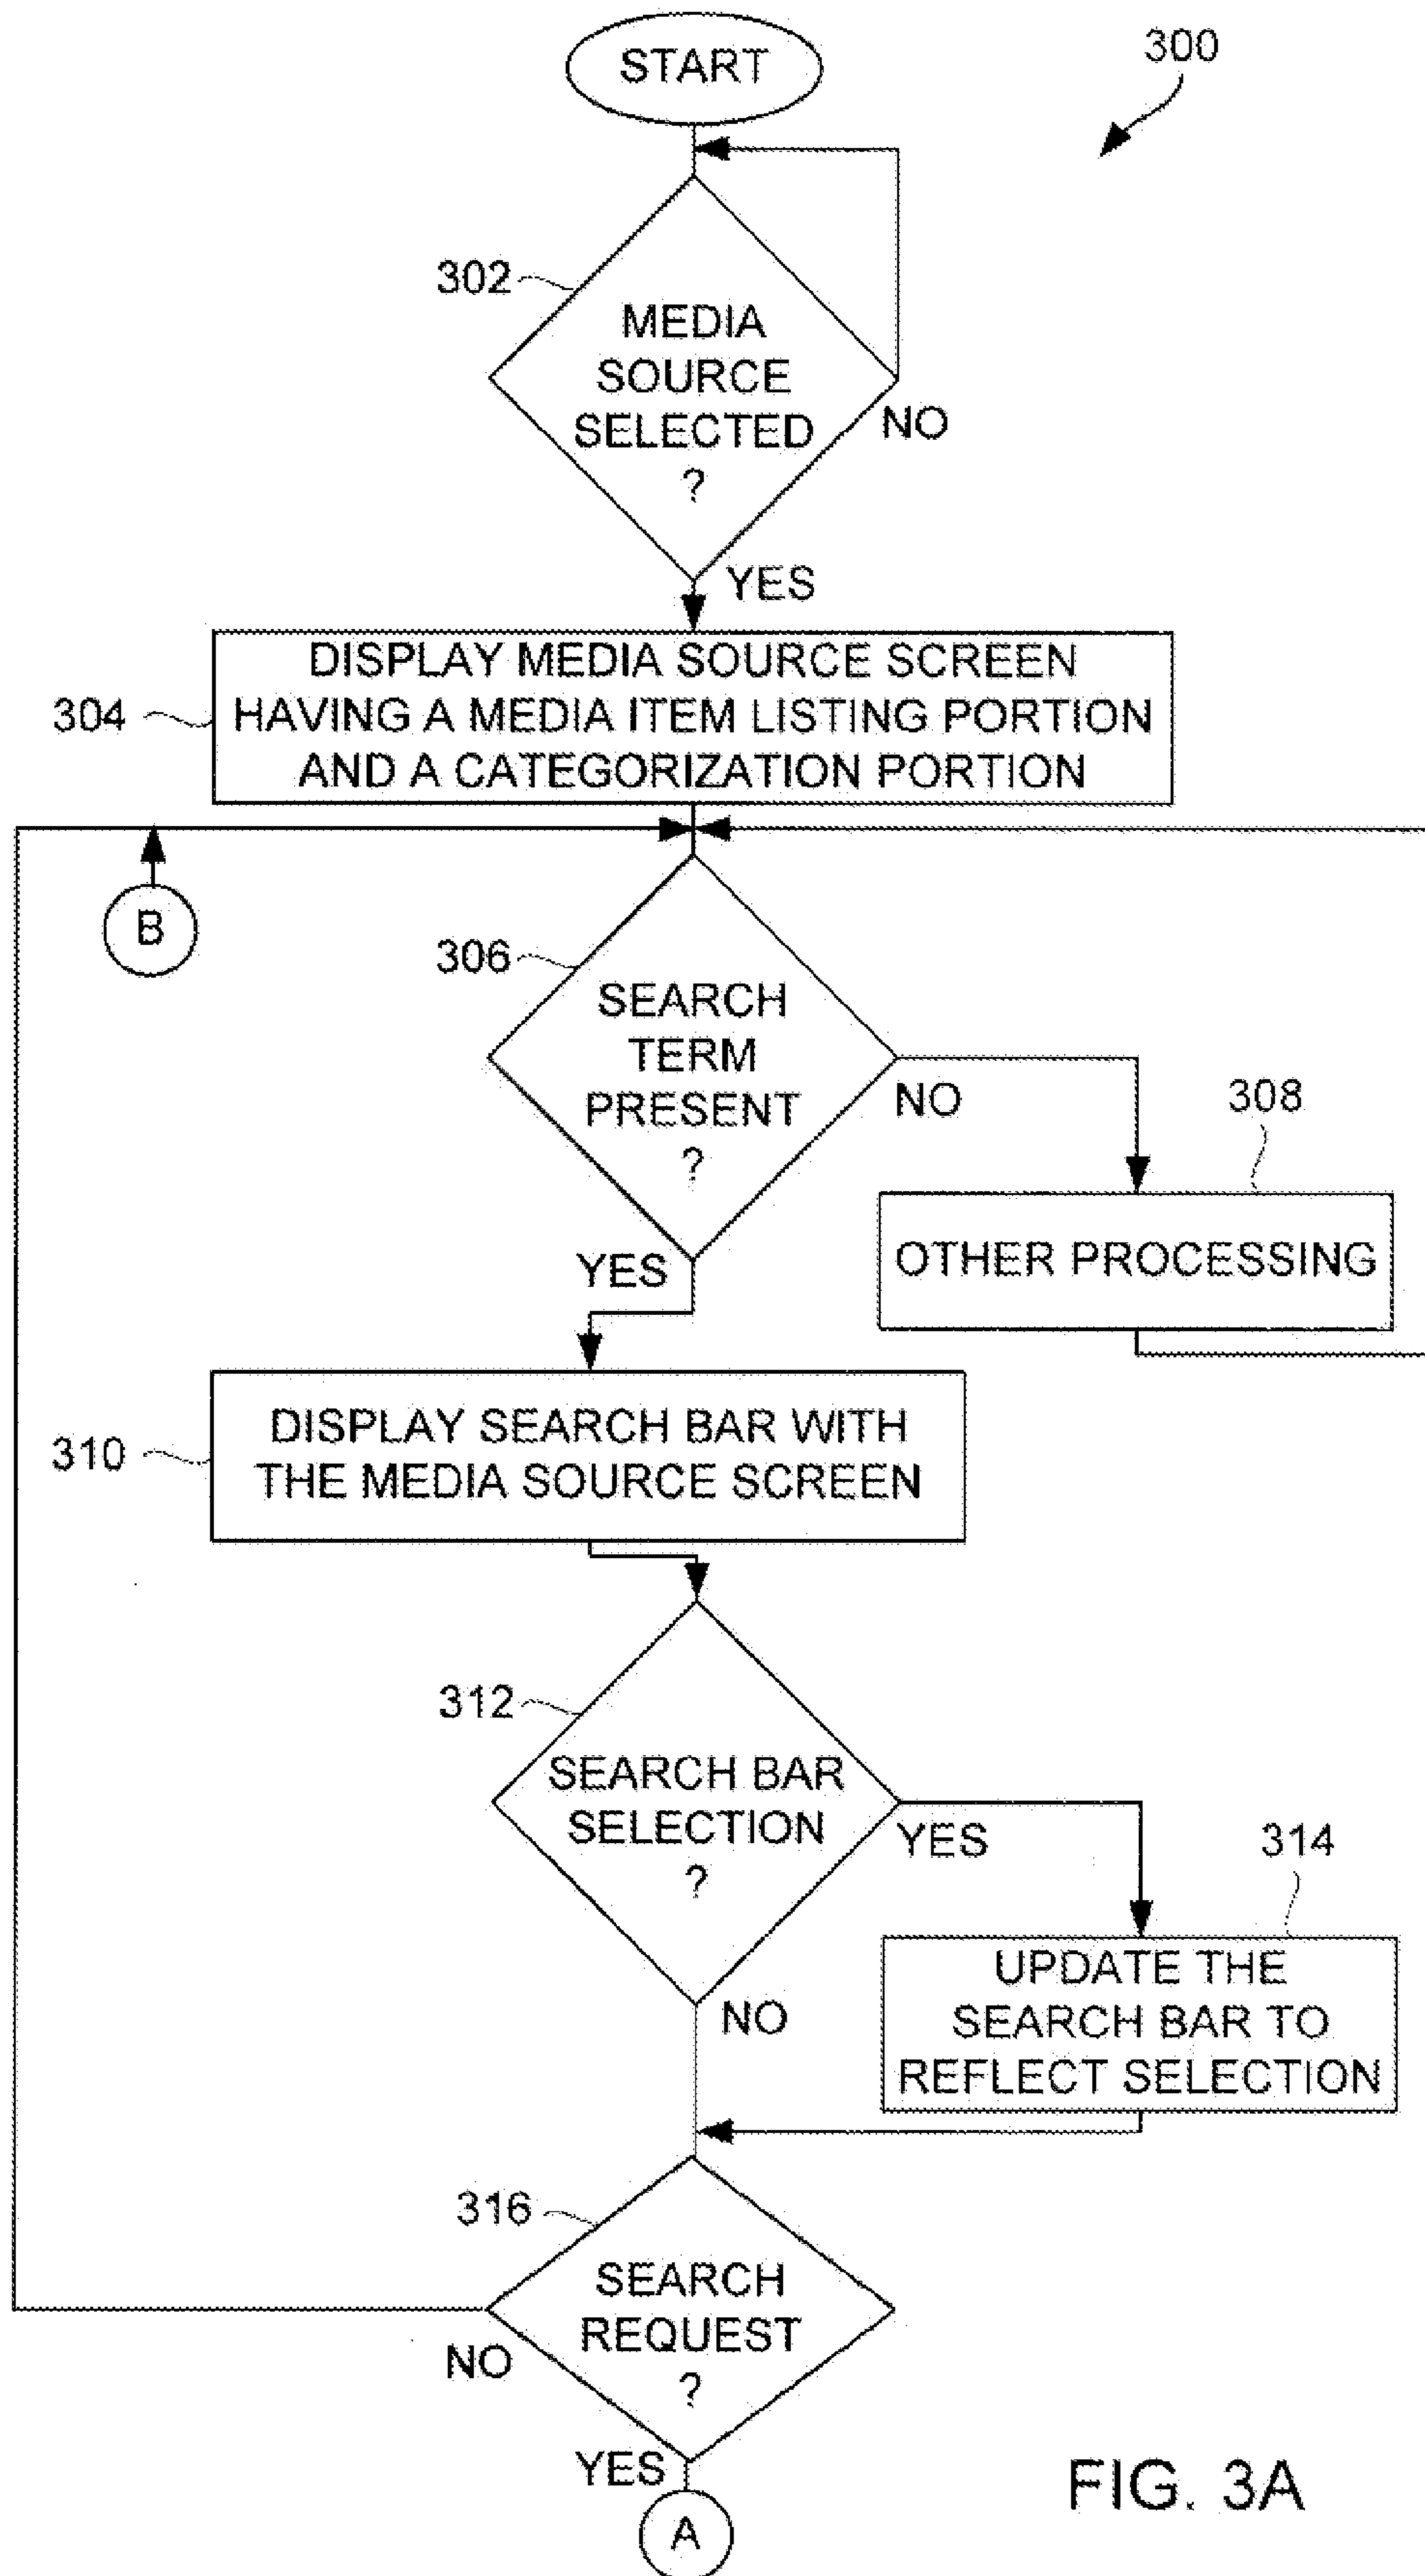 START
300
302
MEDIA
SOURCE
SELECTED
?
NO
YES
304
DISPLAY MEDIA SOURCE SCREEN
HAVING A MEDIA ITEM LISTING PORTION
AND A CATEGORIZATION PORTION
B
306
SEARCH
TERM
PRESENT
?
NO
308
YES
OTHER PROCESSING
310
DISPLAY SEARCH BAR WITH
THE MEDIA SOURCE SCREEN
312
SEARCH BAR
SELECTION
?
YES
314
NO
UPDATE THE
SEARCH BAR TO
REFLECT SELECTION
316
SEARCH
REQUEST
?
NO
YES
A
FIG. 3A